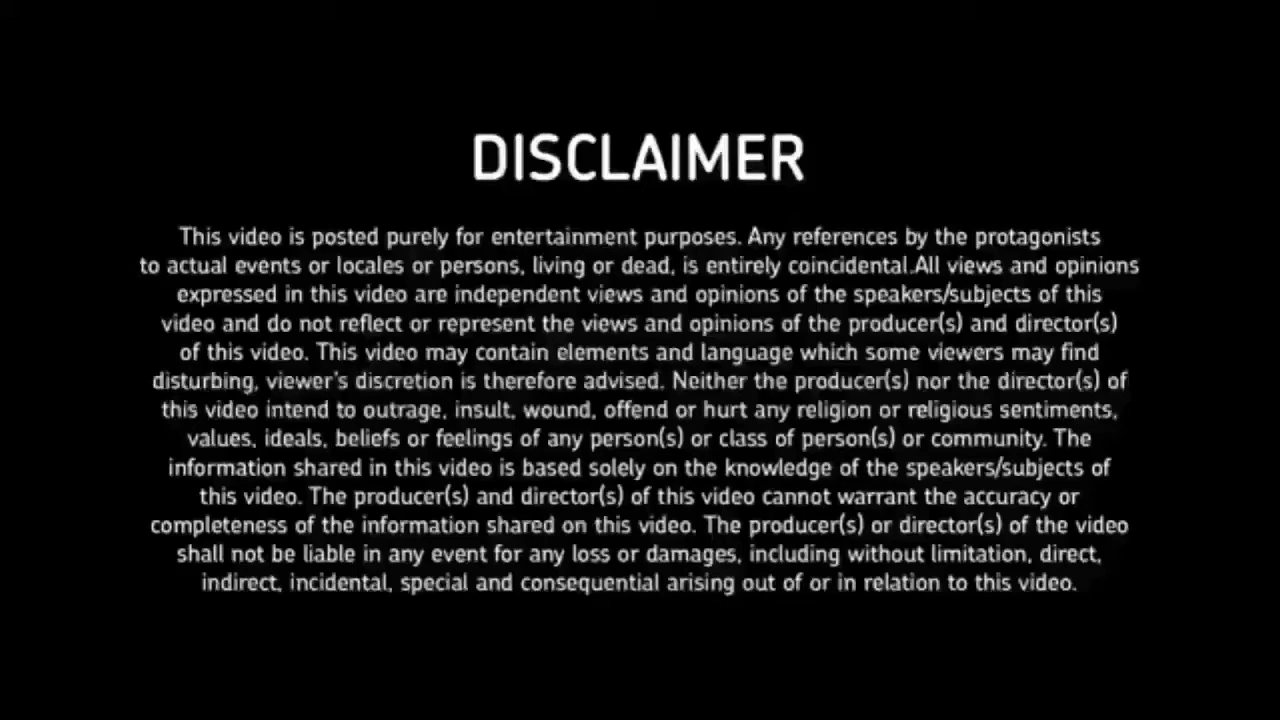 DISCLAIMER
This video is posted purely for entertainment purposes. Any references by the protagonists
to actual events or locales or persons, living or dead, is entirely coincidental.All views and opinions
expressed in this video are independent views and opinions of the speakers/subjects of this
video and do not reflect or represent the views and opinions of the producer(s) and director(s)
of this video. This video may contain elements and language which some viewers may find
disturbing, viewer's discretion is therefore advised. Neither the producer(s) nor the director(s) of
this video intend to outrage, insult, wound, offend or hurt any religion or religious sentiments,
values, ideals, beliefs or feelings of any person(s) or class of person(s) or community. The
information shared in this video is based solely on the knowledge of the speakers/subjects of
this video. The producer(s) and director(s) of this video cannot warrant the accuracy or
completeness of the information shared on this video. The producer(s) or director(s) of the video
shall not be liable in any event for any loss or damages, including without limitation, direct,
indirect, incidental, special and consequential arising out of or in relation to this video.